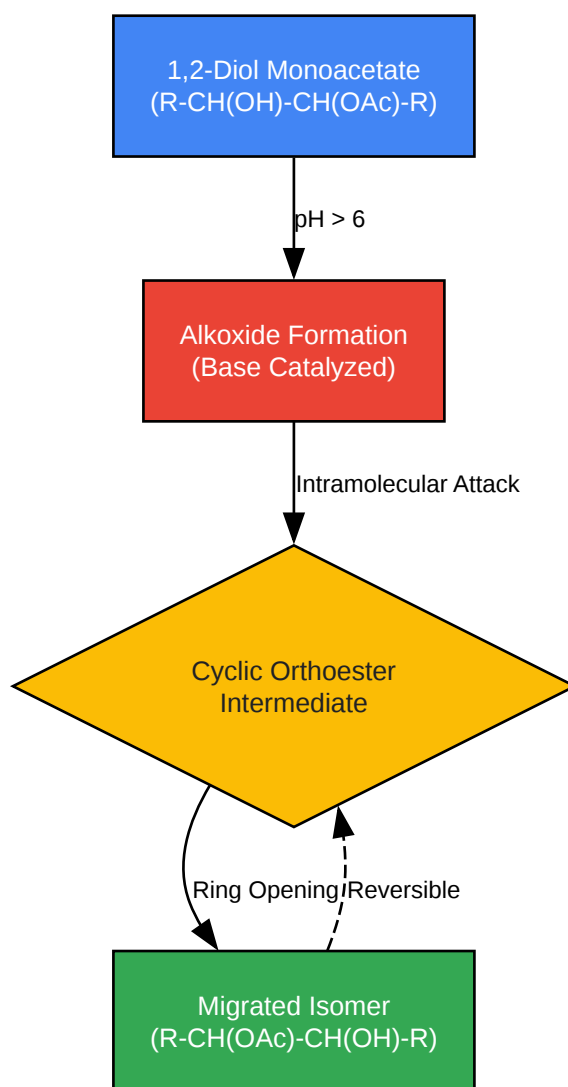 1,2-Diol Monoacetate
(R-CH(OH)-CH(OAc)-R)
pH > 6
Alkoxide Formation
(Base Catalyzed)
Intramolecular Attack
Cyclic Orthoester
Intermediate
Ring Opening
Reversible
Migrated Isomer
(R-CH(OAc)-CH(OH)-R)